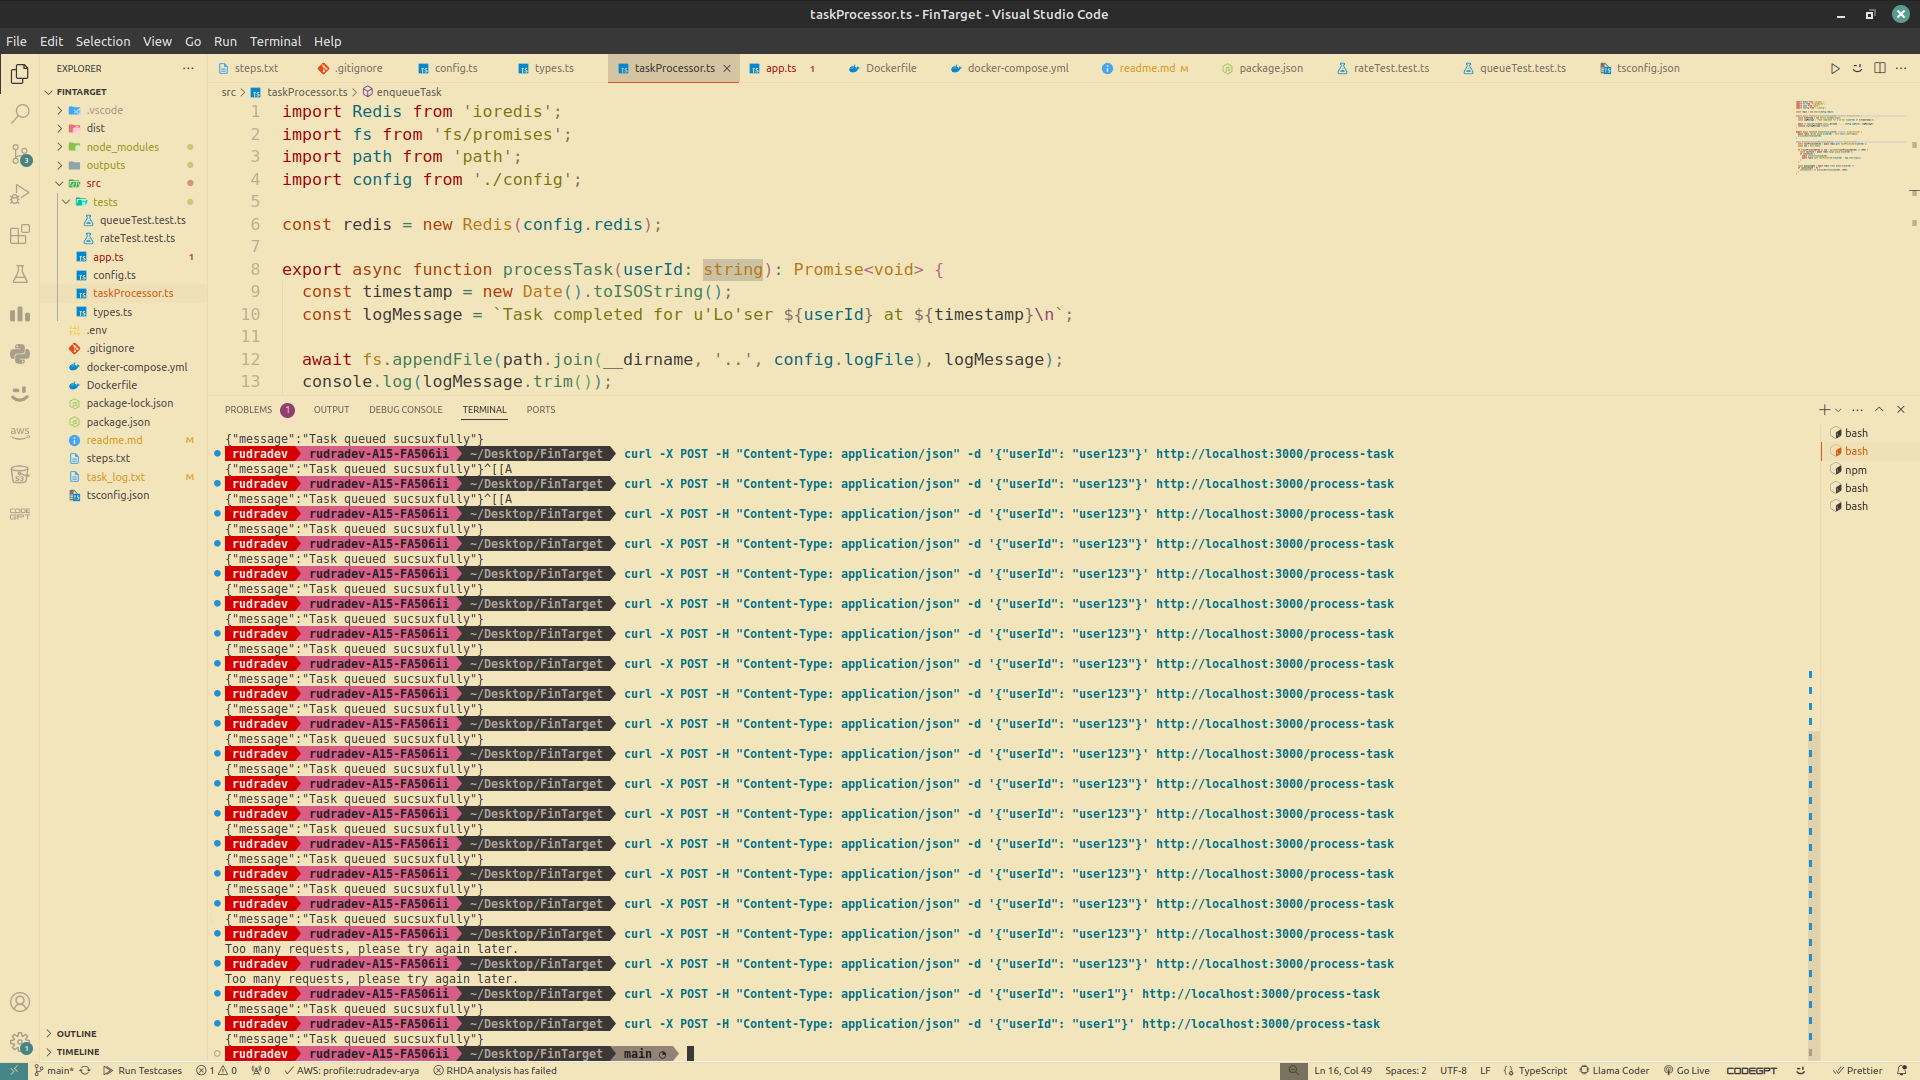 taskProcessor.ts - FinTarget - Visual Studio Code
File Edit Selection View Go Run Terminal Help
EXPLORER
steps.txt .gitignore config.ts types.ts taskProcessor.ts app.ts 1 Dockerfile docker-compose.yml readme.md M package.json rateTest.test.ts queueTest.test.ts tsconfig.json
FINTARGET
.vscode
dist
node_modules
outputs
src
tests
queueTest.test.ts
rateTest.test.ts
app.ts 1
config.ts
taskProcessor.ts
types.ts
.env
.gitignore
docker-compose.yml
Dockerfile
package-lock.json
package.json
readme.md M
steps.txt
task_log.txt M
tsconfig.json
OUTLINE
TIMELINE
src > taskProcessor.ts > enqueueTask
1 import Redis from 'ioredis';
2 import fs from 'fs/promises';
3 import path from 'path';
4 import config from './config';
5
6 const redis = new Redis(config.redis);
7
8 export async function processTask(userId: string): Promise<void> {
9 const timestamp = new Date().toISOString();
10 const logMessage = `Task completed for u'Lo'ser ${userId} at ${timestamp}\n`;
11
12 await fs.appendFile(path.join(__dirname, '..', config.logFile), logMessage);
13 console.log(logMessage.trim());
PROBLEMS 1 OUTPUT DEBUG CONSOLE TERMINAL PORTS
{"message":"Task queued sucsuxfully"}
rudradev rudradev-A15-FA506ii ~/Desktop/FinTarget curl -X POST -H "Content-Type: application/json" -d '{"userId": "user123"}' http://localhost:3000/process-task
{"message":"Task queued sucsuxfully"}^[[A
rudradev rudradev-A15-FA506ii ~/Desktop/FinTarget curl -X POST -H "Content-Type: application/json" -d '{"userId": "user123"}' http://localhost:3000/process-task
{"message":"Task queued sucsuxfully"}^[[A
rudradev rudradev-A15-FA506ii ~/Desktop/FinTarget curl -X POST -H "Content-Type: application/json" -d '{"userId": "user123"}' http://localhost:3000/process-task
{"message":"Task queued sucsuxfully"}
rudradev rudradev-A15-FA506ii ~/Desktop/FinTarget curl -X POST -H "Content-Type: application/json" -d '{"userId": "user123"}' http://localhost:3000/process-task
{"message":"Task queued sucsuxfully"}
rudradev rudradev-A15-FA506ii ~/Desktop/FinTarget curl -X POST -H "Content-Type: application/json" -d '{"userId": "user123"}' http://localhost:3000/process-task
{"message":"Task queued sucsuxfully"}
rudradev rudradev-A15-FA506ii ~/Desktop/FinTarget curl -X POST -H "Content-Type: application/json" -d '{"userId": "user123"}' http://localhost:3000/process-task
{"message":"Task queued sucsuxfully"}
rudradev rudradev-A15-FA506ii ~/Desktop/FinTarget curl -X POST -H "Content-Type: application/json" -d '{"userId": "user123"}' http://localhost:3000/process-task
{"message":"Task queued sucsuxfully"}
rudradev rudradev-A15-FA506ii ~/Desktop/FinTarget curl -X POST -H "Content-Type: application/json" -d '{"userId": "user123"}' http://localhost:3000/process-task
{"message":"Task queued sucsuxfully"}
rudradev rudradev-A15-FA506ii ~/Desktop/FinTarget curl -X POST -H "Content-Type: application/json" -d '{"userId": "user123"}' http://localhost:3000/process-task
{"message":"Task queued sucsuxfully"}
rudradev rudradev-A15-FA506ii ~/Desktop/FinTarget curl -X POST -H "Content-Type: application/json" -d '{"userId": "user123"}' http://localhost:3000/process-task
{"message":"Task queued sucsuxfully"}
rudradev rudradev-A15-FA506ii ~/Desktop/FinTarget curl -X POST -H "Content-Type: application/json" -d '{"userId": "user123"}' http://localhost:3000/process-task
{"message":"Task queued sucsuxfully"}
rudradev rudradev-A15-FA506ii ~/Desktop/FinTarget curl -X POST -H "Content-Type: application/json" -d '{"userId": "user123"}' http://localhost:3000/process-task
{"message":"Task queued sucsuxfully"}
rudradev rudradev-A15-FA506ii ~/Desktop/FinTarget curl -X POST -H "Content-Type: application/json" -d '{"userId": "user123"}' http://localhost:3000/process-task
{"message":"Task queued sucsuxfully"}
rudradev rudradev-A15-FA506ii ~/Desktop/FinTarget curl -X POST -H "Content-Type: application/json" -d '{"userId": "user123"}' http://localhost:3000/process-task
{"message":"Task queued sucsuxfully"}
rudradev rudradev-A15-FA506ii ~/Desktop/FinTarget curl -X POST -H "Content-Type: application/json" -d '{"userId": "user123"}' http://localhost:3000/process-task
{"message":"Task queued sucsuxfully"}
rudradev rudradev-A15-FA506ii ~/Desktop/FinTarget curl -X POST -H "Content-Type: application/json" -d '{"userId": "user123"}' http://localhost:3000/process-task
{"message":"Task queued sucsuxfully"}
rudradev rudradev-A15-FA506ii ~/Desktop/FinTarget curl -X POST -H "Content-Type: application/json" -d '{"userId": "user123"}' http://localhost:3000/process-task
Too many requests, please try again later.
rudradev rudradev-A15-FA506ii ~/Desktop/FinTarget curl -X POST -H "Content-Type: application/json" -d '{"userId": "user123"}' http://localhost:3000/process-task
Too many requests, please try again later.
rudradev rudradev-A15-FA506ii ~/Desktop/FinTarget curl -X POST -H "Content-Type: application/json" -d '{"userId": "user1"}' http://localhost:3000/process-task
{"message":"Task queued sucsuxfully"}
rudradev rudradev-A15-FA506ii ~/Desktop/FinTarget curl -X POST -H "Content-Type: application/json" -d '{"userId": "user1"}' http://localhost:3000/process-task
{"message":"Task queued sucsuxfully"}
rudradev rudradev-A15-FA506ii ~/Desktop/FinTarget main
bash
bash
npm
bash
bash
3
aws
S3
CODE GPT
1
main* Run Testcases 1 0 0 AWS: profile:rudradev-arya RHDA analysis has failed Ln 16, Col 49 Spaces: 2 UTF-8 LF TypeScript Llama Coder Go Live CODEGPT Prettier